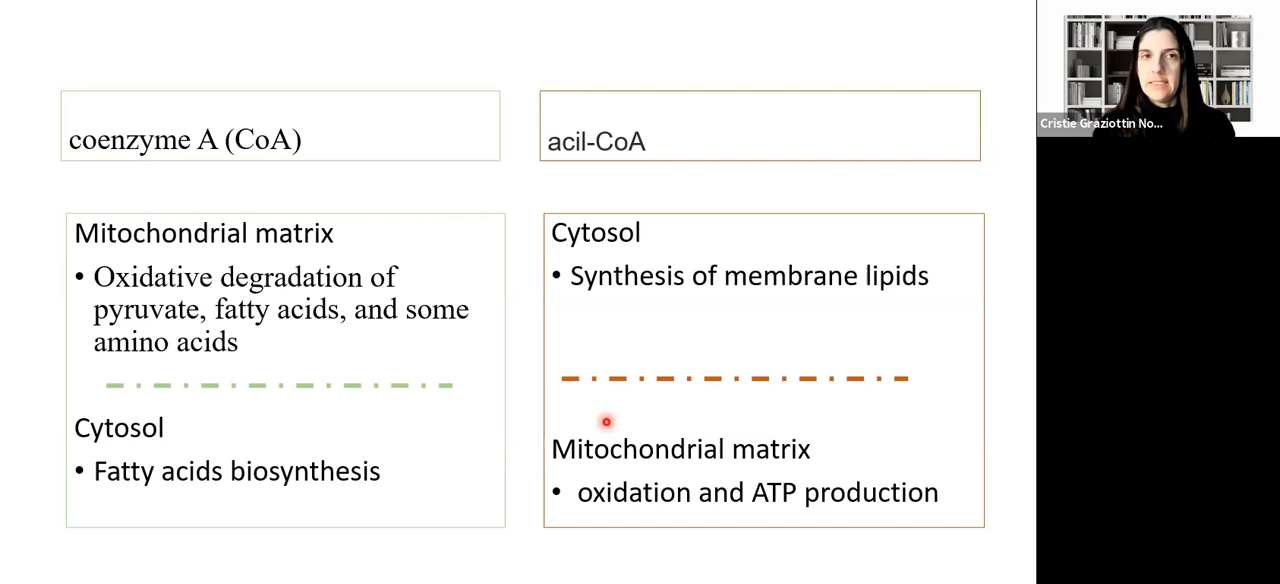 coenzyme A (CoA)
acil-CoA
Mitochondrial matrix
• Oxidative degradation of
pyruvate, fatty acids, and some
amino acids
Cytosol
• Fatty acids biosynthesis
Cytosol
• Synthesis of membrane lipids
Mitochondrial matrix
• oxidation and ATP production
Cristie Graziottin No...